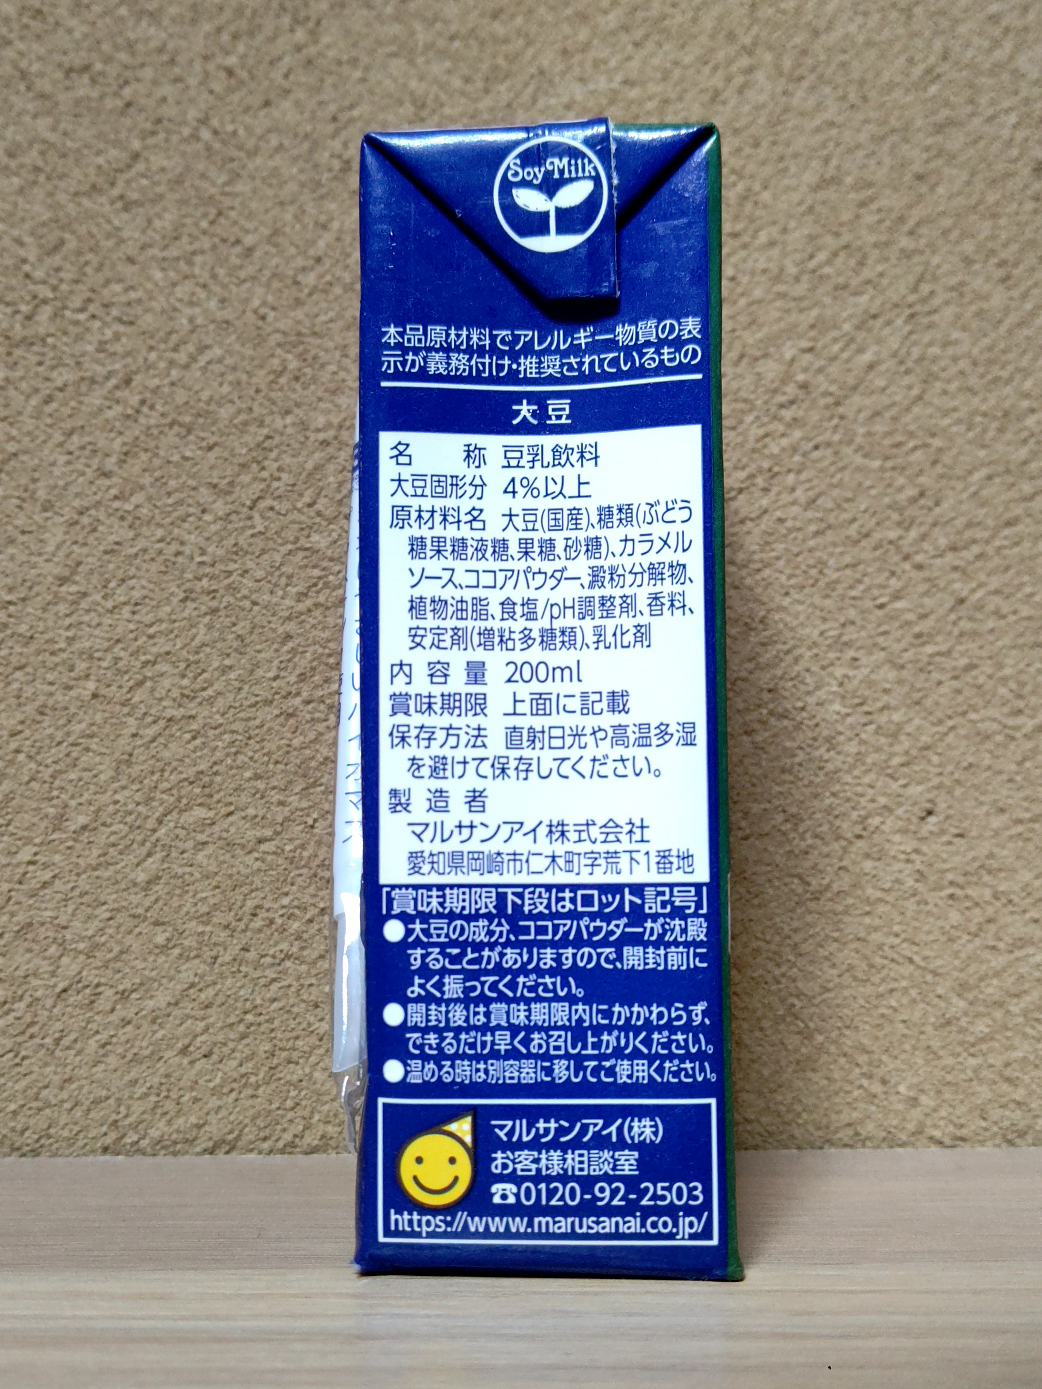 Soy Milk
本品原材料でアレルギー物質の表
示が義務付け・推奨されているもの
大豆
名 称 豆乳飲料
大豆固形分 4%以上
原材料名 大豆(国産)、糖類(ぶどう
糖果糖液糖、果糖、砂糖)、カラメル
ソース、ココアパウダー、澱粉分解物、
植物油脂、食塩/pH調整剤、香料、
安定剤(増粘多糖類)、乳化剤
内容量 200ml
賞味期限 上面に記載
保存方法 直射日光や高温多湿
を避けて保存してください。
製造者
マルサンアイ株式会社
愛知県岡崎市仁木町字荒下1番地
「賞味期限下段はロット記号」
●大豆の成分、ココアパウダーが沈殿
することがありますので、開封前に
よく振ってください。
●開封後は賞味期限内にかかわらず、
できるだけ早くお召し上がりください。
●温める時は別容器に移してご使用ください。
マルサンアイ(株)
お客様相談室
☎0120-92-2503
https://www.marusanai.co.jp/